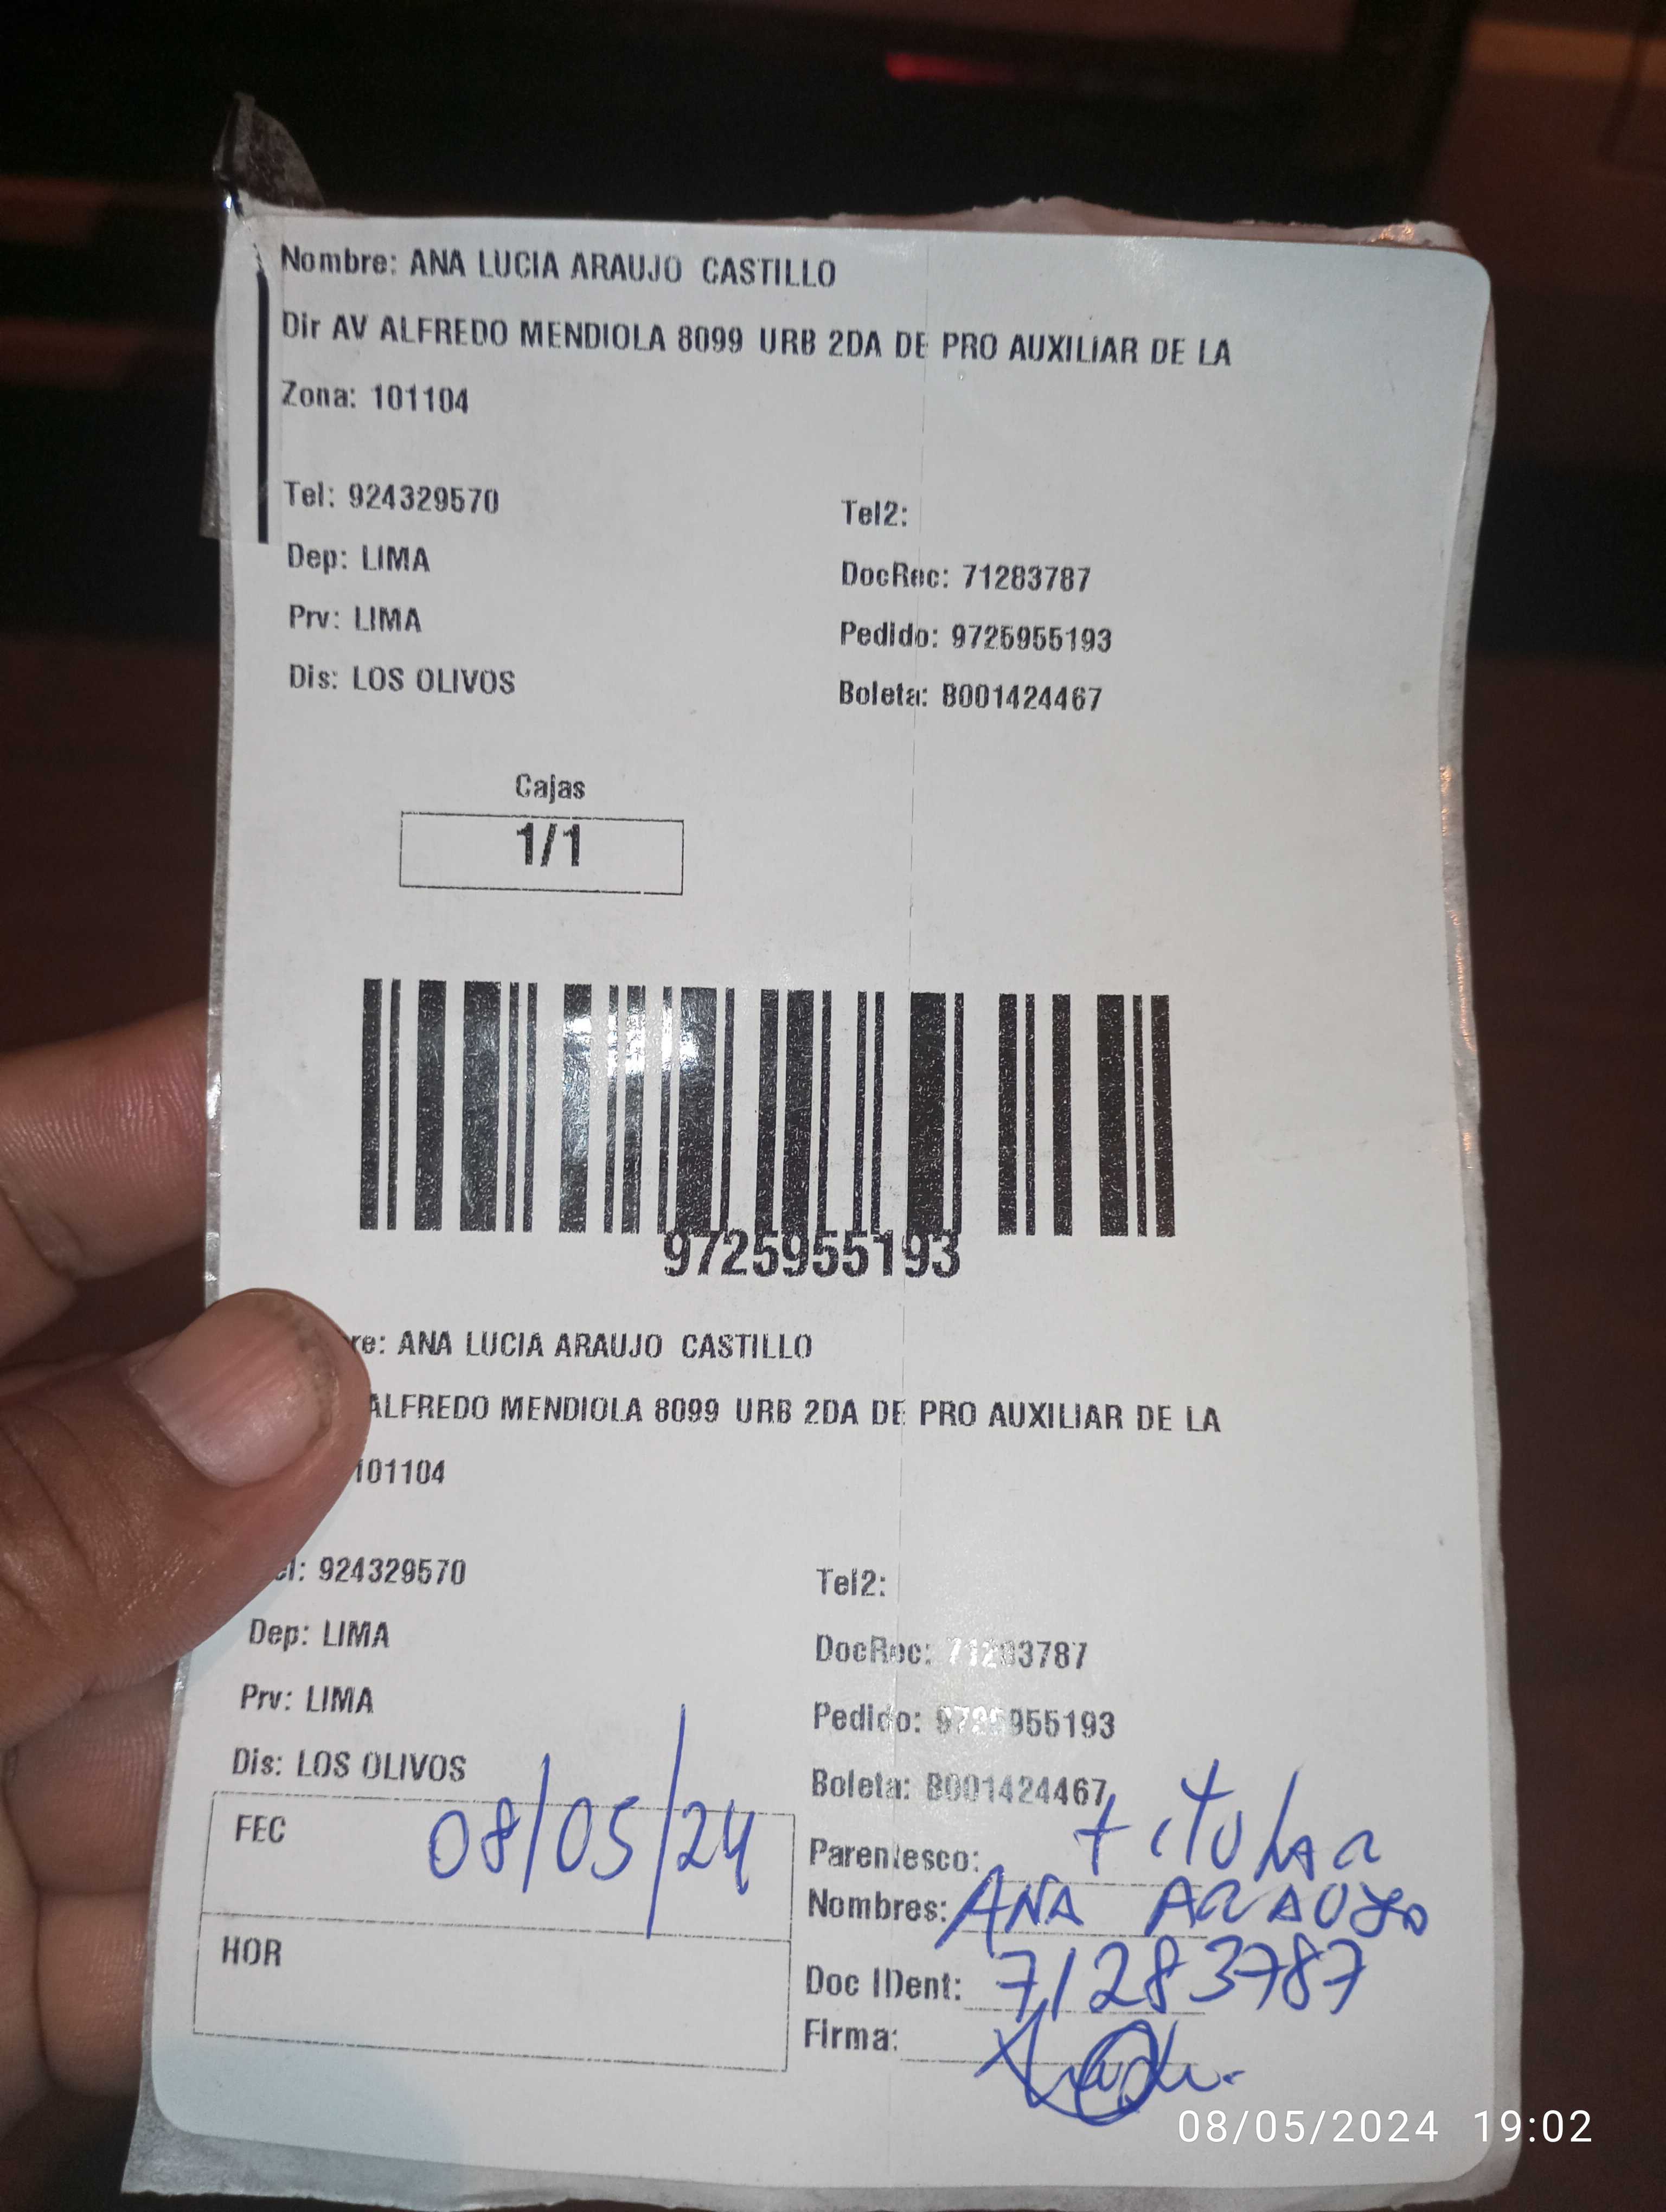 Nombre: ANA LUCIA ARAUJO CASTILLO
Dir AV ALFREDO MENDIOLA 8099 URB 2DA DE PRO AUXILIAR DE LA
Zona: 101104
Tel: 924329570 Tel2:
Dep: LIMA DocRec: 71283787
Prv: LIMA Pedido: 9725955193
Dis: LOS OLIVOS Boleta: B001424467
Cajas
1/1
9725955193
re: ANA LUCIA ARAUJO CASTILLO
ALFREDO MENDIOLA 8099 URB 2DA DE PRO AUXILIAR DE LA
101104
el: 924329570 Tel2:
Dep: LIMA DocRec: 71283787
Prv: LIMA Pedido: 9725955193
Dis: LOS OLIVOS Boleta: B001424467
FEC 08/05/24 Parentesco: titular
Nombres: ANA ARAUJO
HOR Doc IDent: 71283787
Firma:
08/05/2024 19:02